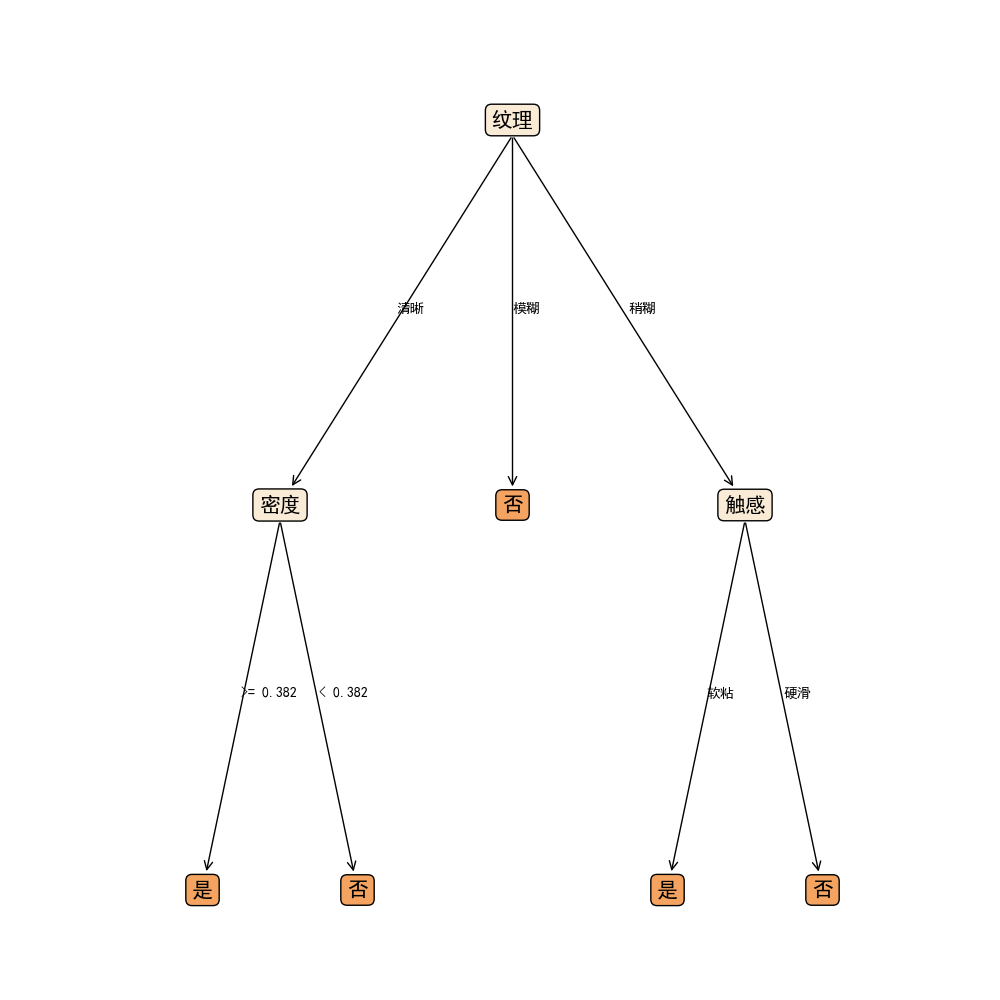 纹理
清晰
模糊
稍糊
密度
否
触感
>= 0.382
< 0.382
软粘
硬滑
是
否
是
否